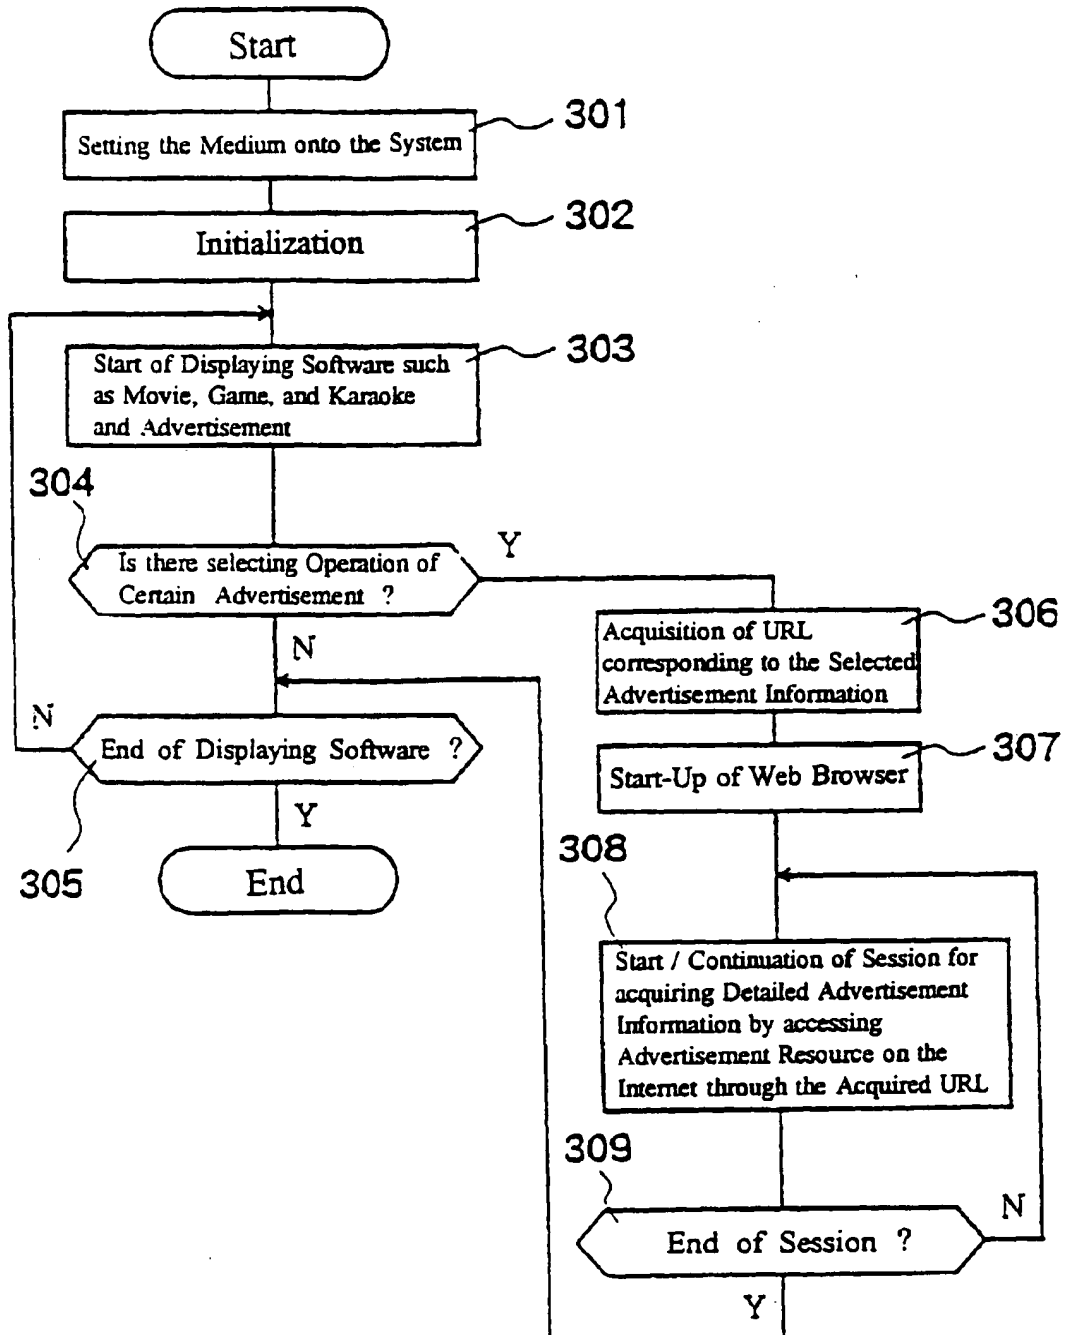 Start
301
Setting the Medium onto the System
302
Initialization
303
Start of Displaying Software such
as Movie, Game, and Karaoke
and Advertisement
304
Is there selecting Operation of
Certain Advertisement ?
Y
N
306
Acquisition of URL
corresponding to the Selected
Advertisement Information
N
End of Displaying Software ?
305
Y
End
307
Start-Up of Web Browser
308
Start / Continuation of Session for
acquiring Detailed Advertisement
Information by accessing
Advertisement Resource on the
Internet through the Acquired URL
309
End of Session ?
N
Y